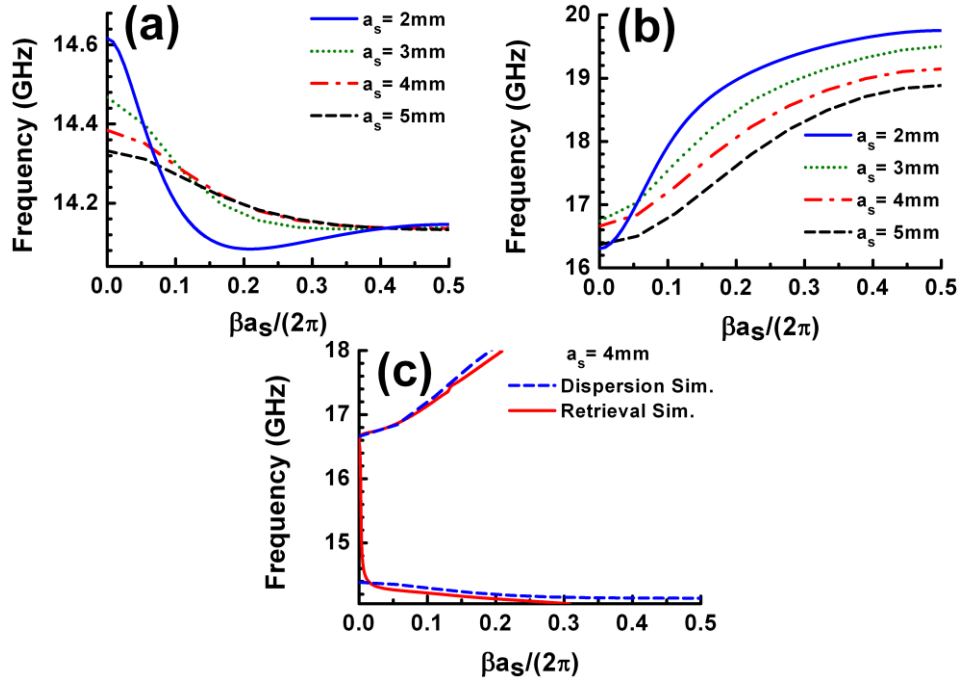 (a)
Frequency (GHz)
14.6
14.4
14.2
0.0 0.1 0.2 0.3 0.4 0.5
βas/(2π)
as= 2mm
as= 3mm
as= 4mm
as= 5mm
(b)
Frequency (GHz)
20
19
18
17
16
0.0 0.1 0.2 0.3 0.4 0.5
βas/(2π)
as= 2mm
as= 3mm
as= 4mm
as= 5mm
(c)
Frequency (GHz)
18
17
16
15
0.0 0.1 0.2 0.3 0.4 0.5
βas/(2π)
as= 4mm
Dispersion Sim.
Retrieval Sim.